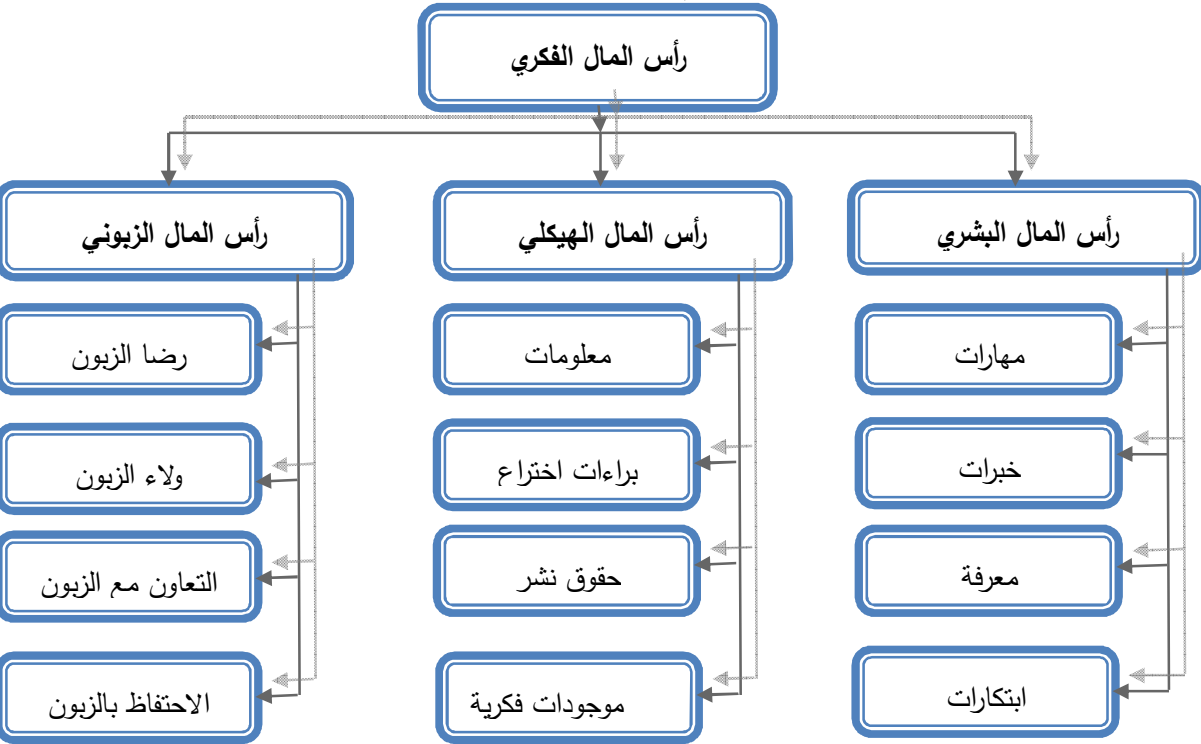 رأس المال الفكري
رأس المال البشري
رأس المال الهيكلي
رأس المال الزبوني
مهارات
معلومات
رضا الزبون
خبرات
براءات اختراع
ولاء الزبون
معرفة
حقوق نشر
التعاون مع الزبون
ابتكارات
موجودات فكرية
الاحتفاظ بالزبون